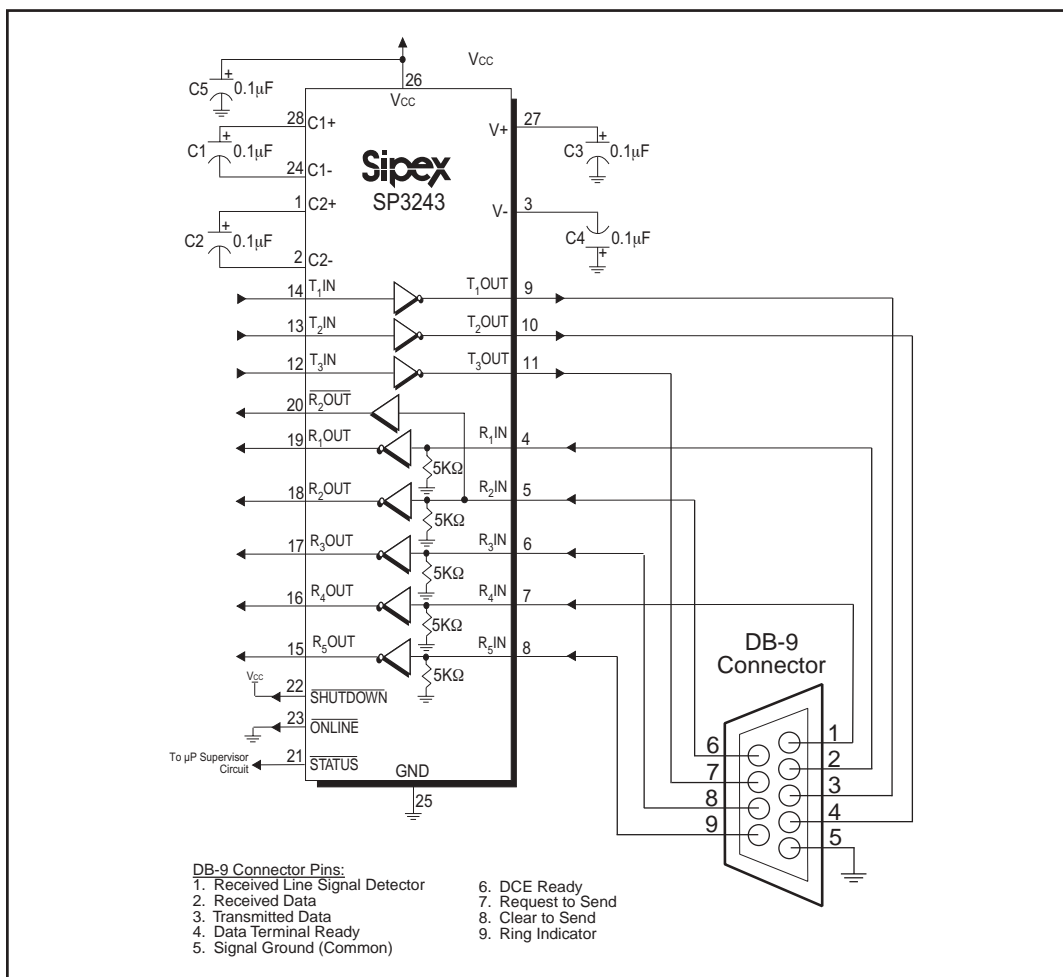 VCC
C5
+
0.1µF
26
VCC
28
C1+
C1
+
0.1µF
24
C1-
1
C2+
C2
+
0.1µF
2
C2-
Sipex
SP3243
V+
27
C3
+
0.1µF
V-
3
C4
0.1µF
+
14
T1IN
T1OUT
9
13
T2IN
T2OUT
10
12
T3IN
T3OUT
11
20
R2OUT
19
R1OUT
R1IN
4
5KΩ
18
R2OUT
R2IN
5
5KΩ
17
R3OUT
R3IN
6
5KΩ
16
R4OUT
R4IN
7
5KΩ
15
R5OUT
R5IN
8
5KΩ
VCC
22
SHUTDOWN
23
ONLINE
To µP Supervisor
Circuit
21
STATUS
GND
25
DB-9
Connector
6
7
8
9
1
2
3
4
5
DB-9 Connector Pins:
1. Received Line Signal Detector
2. Received Data
3. Transmitted Data
4. Data Terminal Ready
5. Signal Ground (Common)
6. DCE Ready
7. Request to Send
8. Clear to Send
9. Ring Indicator